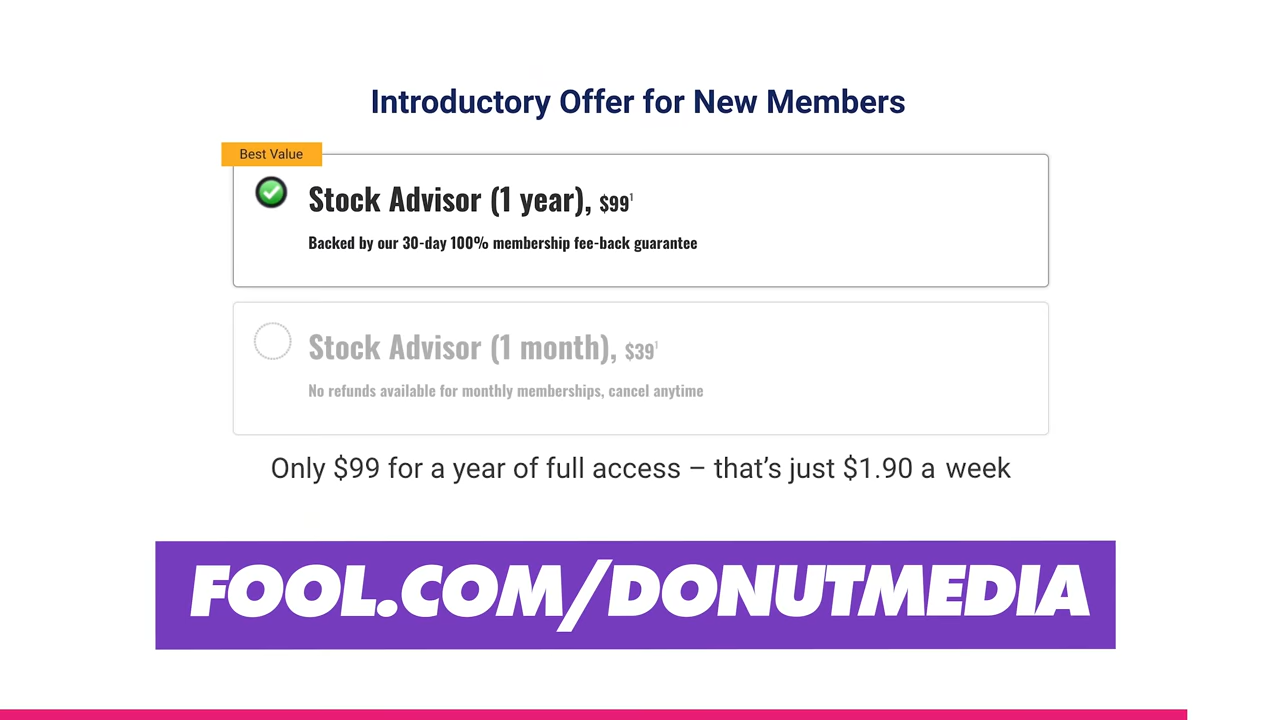 Introductory Offer for New Members
Best Value
Stock Advisor (1 year), $99¹
Backed by our 30-day 100% membership fee-back guarantee
Stock Advisor (1 month), $39¹
No refunds available for monthly memberships, cancel anytime
Only $99 for a year of full access – that’s just $1.90 a week
FOOL.COM/DONUTMEDIA